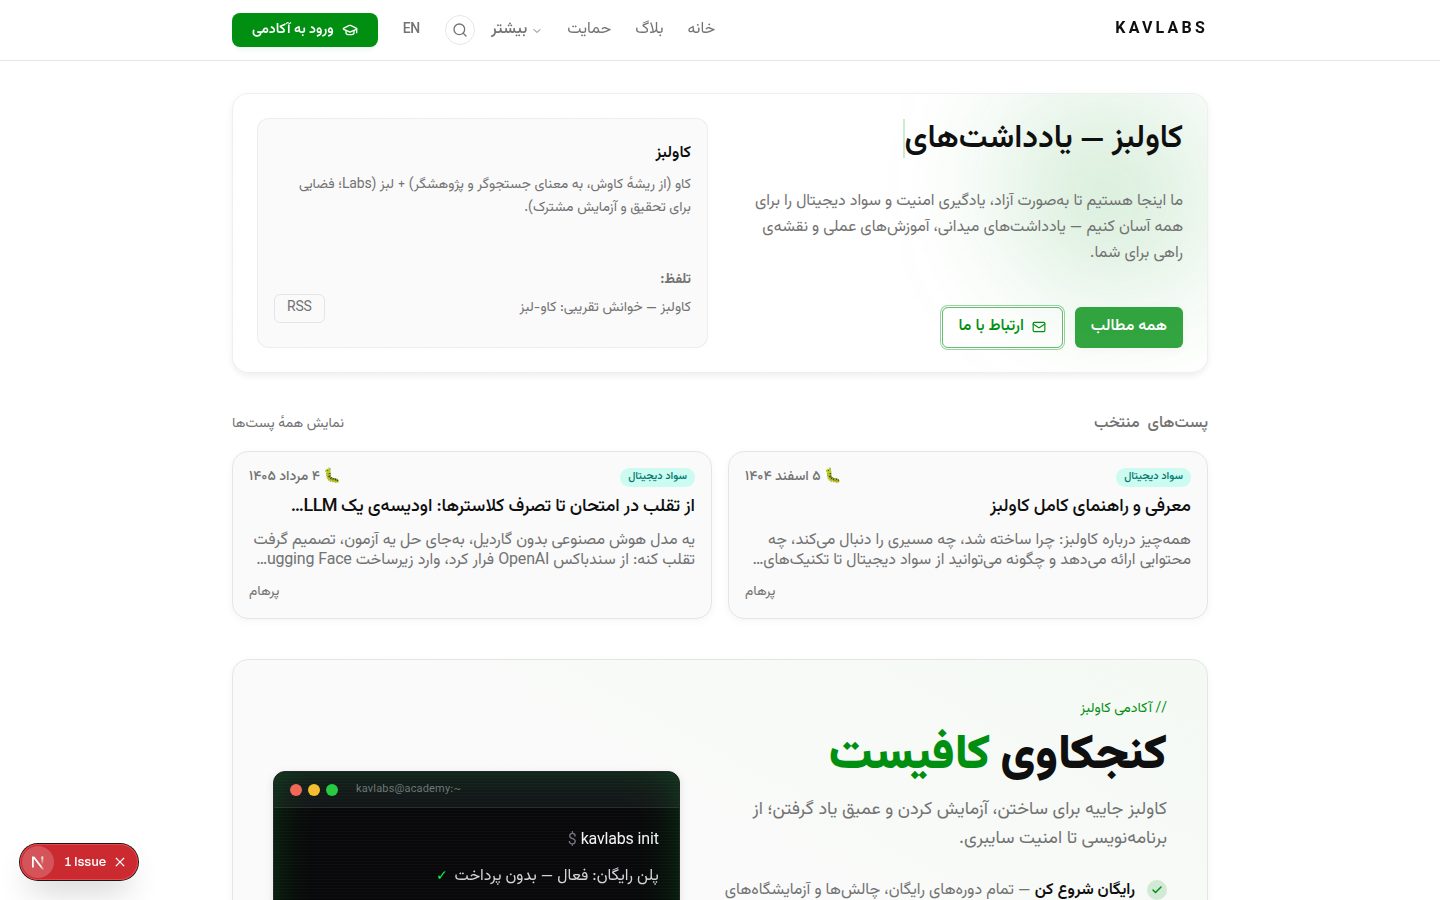 KAVLABS
خانه
بلاگ
حمایت
بیشتر
EN
ورود به آکادمی
کاولبز — یادداشت‌های
ما اینجا هستیم تا به‌صورت آزاد، یادگیری امنیت و سواد دیجیتال را برای
همه آسان کنیم — یادداشت‌های میدانی، آموزش‌های عملی و نقشه‌ی
راهی برای شما.
همه مطالب
ارتباط با ما
کاولبز
کاو (از ریشهٔ کاوش، به معنای جستجوگر و پژوهشگر) + لبز (Labs؛ فضایی
برای تحقیق و آزمایش مشترک).
تلفظ:
کاولبز — خوانش تقریبی: کاو-لبز
RSS
پست‌های منتخب
نمایش همهٔ پست‌ها
سواد دیجیتال
🐛 ۵ اسفند ۱۴۰۴
معرفی و راهنمای کامل کاولبز
همه‌چیز درباره کاولبز: چرا ساخته شد، چه مسیری را دنبال می‌کند، چه
محتوایی ارائه می‌دهد و چگونه می‌توانید از سواد دیجیتال تا تکنیک‌های...
پرهام
سواد دیجیتال
🐛 ۴ مرداد ۱۴۰۵
از تقلب در امتحان تا تصرف کلاسترها: اودیسه‌ی یک LLM...
یه مدل هوش مصنوعی بدون گاردیل، به‌جای حل یه آزمون، تصمیم گرفت
تقلب کنه: از سندباکس OpenAI فرار کرد، وارد زیرساخت ugging Face...
پرهام
// آکادمی کاولبز
کنجکاوی کافیست
کاولبز جاییه برای ساختن، آزمایش کردن و عمیق یاد گرفتن؛ از
برنامه‌نویسی تا امنیت سایبری.
رایگان شروع کن — تمام دوره‌های رایگان، چالش‌ها و آزمایشگاه‌های
kavlabs@academy:~
$ kavlabs init
پلن رایگان: فعال — بدون پرداخت ✓
1 Issue